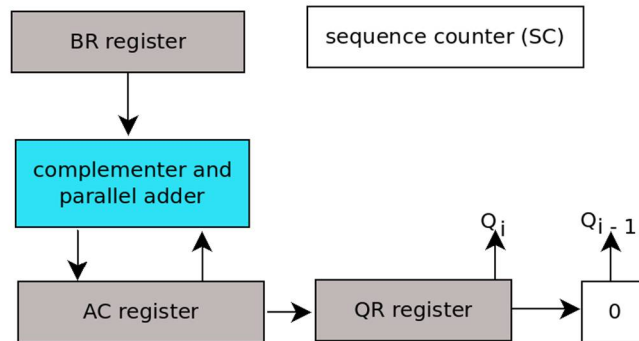 BR register
sequence counter (SC)
complementer and
parallel adder
Qi
Qi - 1
AC register
QR register
0